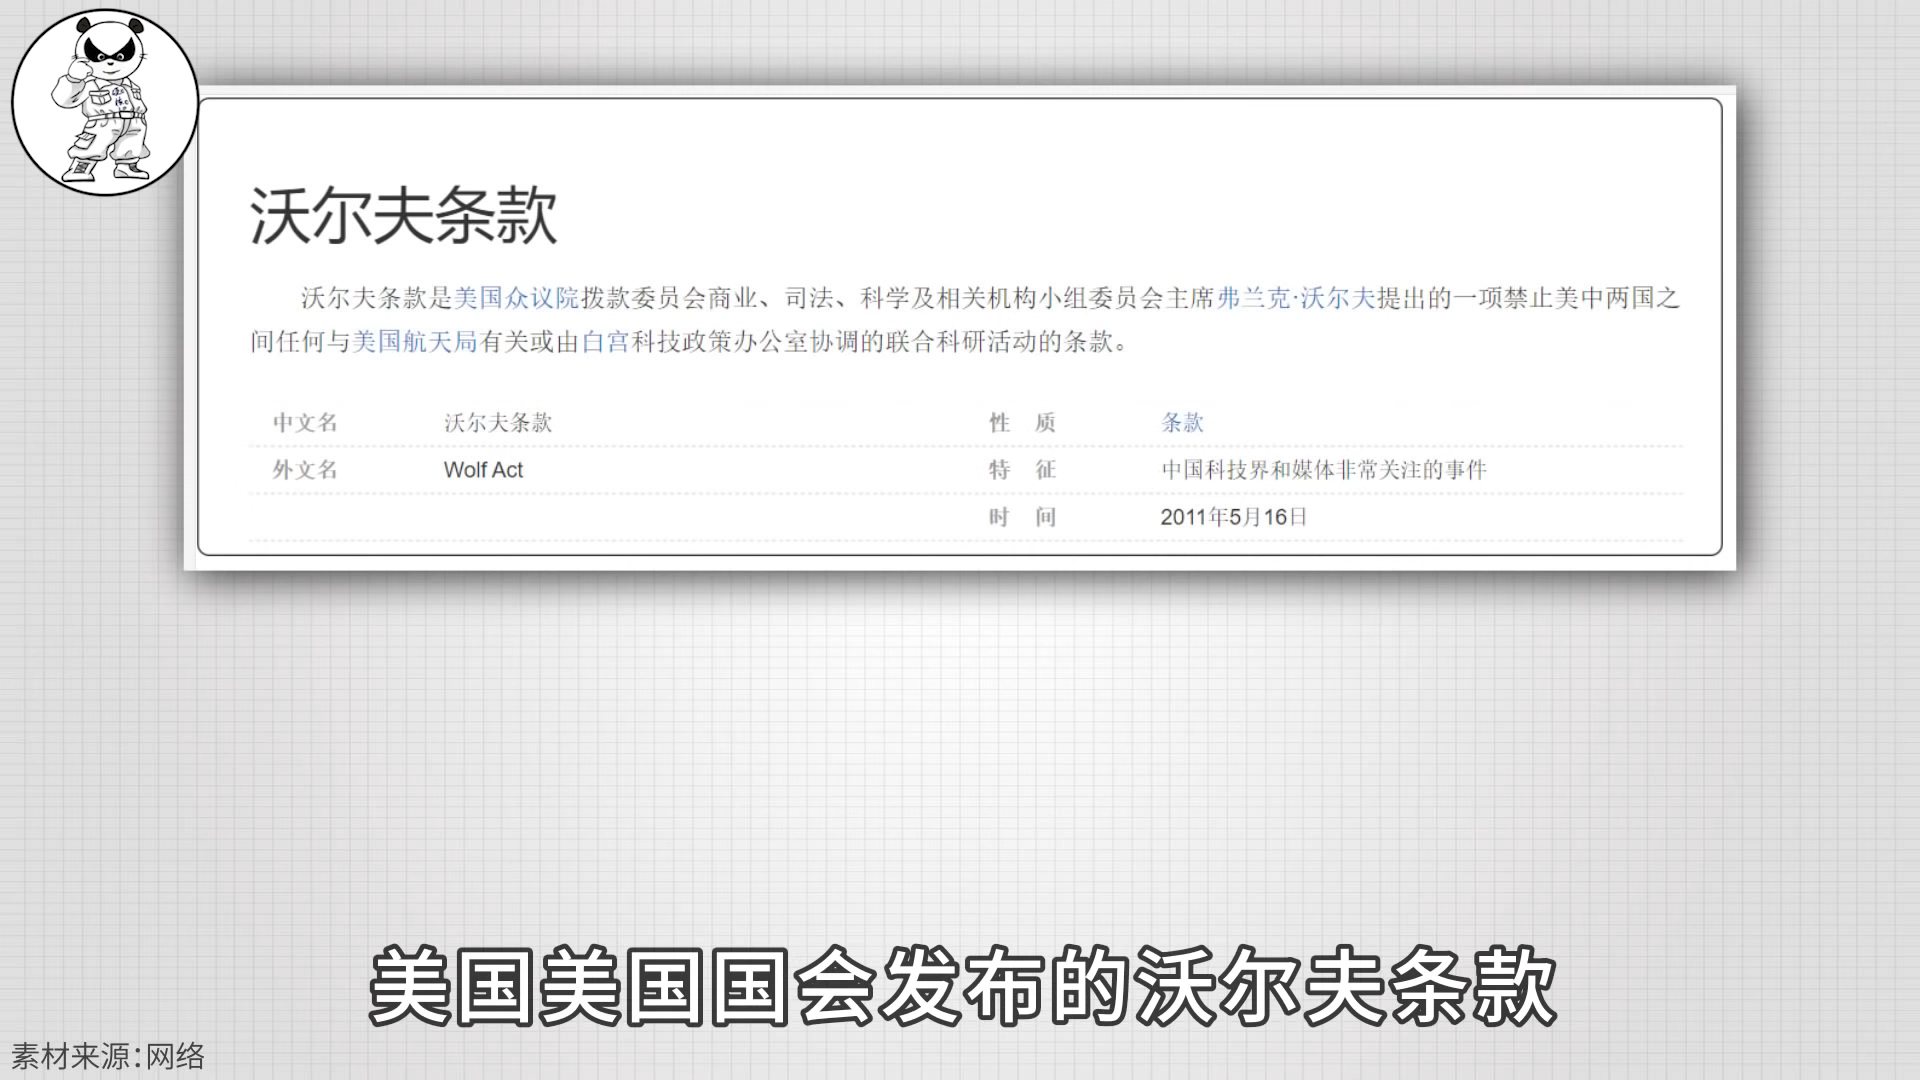 沃尔夫条款
沃尔夫条款是美国众议院拨款委员会商业、司法、科学及相关机构小组委员会主席弗兰克·沃尔夫提出的一项禁止美中两国之
间任何与美国航天局有关或由白宫科技政策办公室协调的联合科研活动的条款。
中文名 沃尔夫条款 性 质 条款
外文名 Wolf Act 特 征 中国科技界和媒体非常关注的事件
时 间 2011年5月16日
美国美国国会发布的沃尔夫条款
素材来源:网络